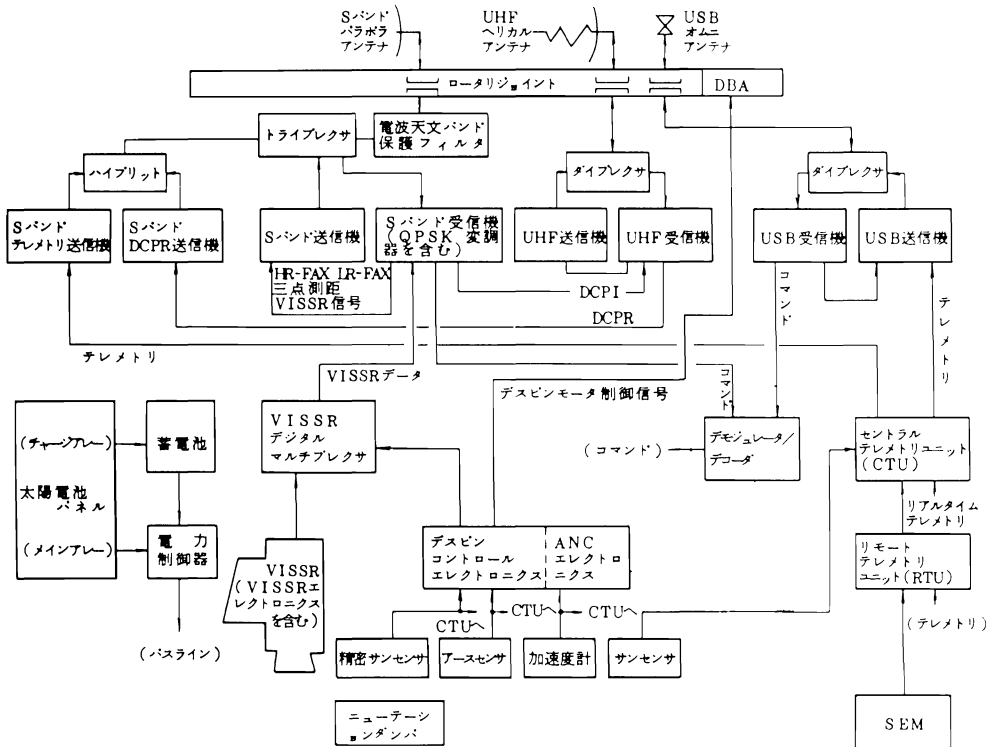 Sバンド
パラボラ
アンテナ
UHF
ヘリカル
アンテナ
USB
オムニ
アンテナ
ロータリジョイント
DBA
トライプレクサ
電波天文バンド
保護フィルタ
ハイブリット
ダイプレクサ
ダイプレクサ
Sバンド
テレメトリ送信機
Sバンド
DCPR送信機
Sバンド送信機
Sバンド受信機
(QPSK 変調
器を含む)
UHF送信機
UHF受信機
USB受信機
USB送信機
HR-FAX LR-FAX
三点測距
VISSR信号
DCPI
DCPR
コマンド
テレメトリ
テレメトリ
VISSRデータ
デスピンモータ制御信号
コマンド
(チャージアレー)
太陽電池
パネル
(メインアレー)
蓄電池
電力
制御器
(バスライン)
VISSR
デジタル
マルチプレクサ
(コマンド)
デモジュレータ/
デコーダ
セントラル
テレメトリユニット
(CTU)
リアルタイム
テレメトリ
VISSR
(VISSRエ
レクトロニクス
を含む)
デスピン
コントロール
エレクトロニクス
ANC
エレクトロ
ニクス
リモート
テレメトリ
ユニット(RTU)
CTUへ
CTUへ
CTUへ
(テレメトリ)
精密サンセンサ
アースセンサ
加速度計
サンセンサ
ニューテーシ
ョンダンパ
SEM